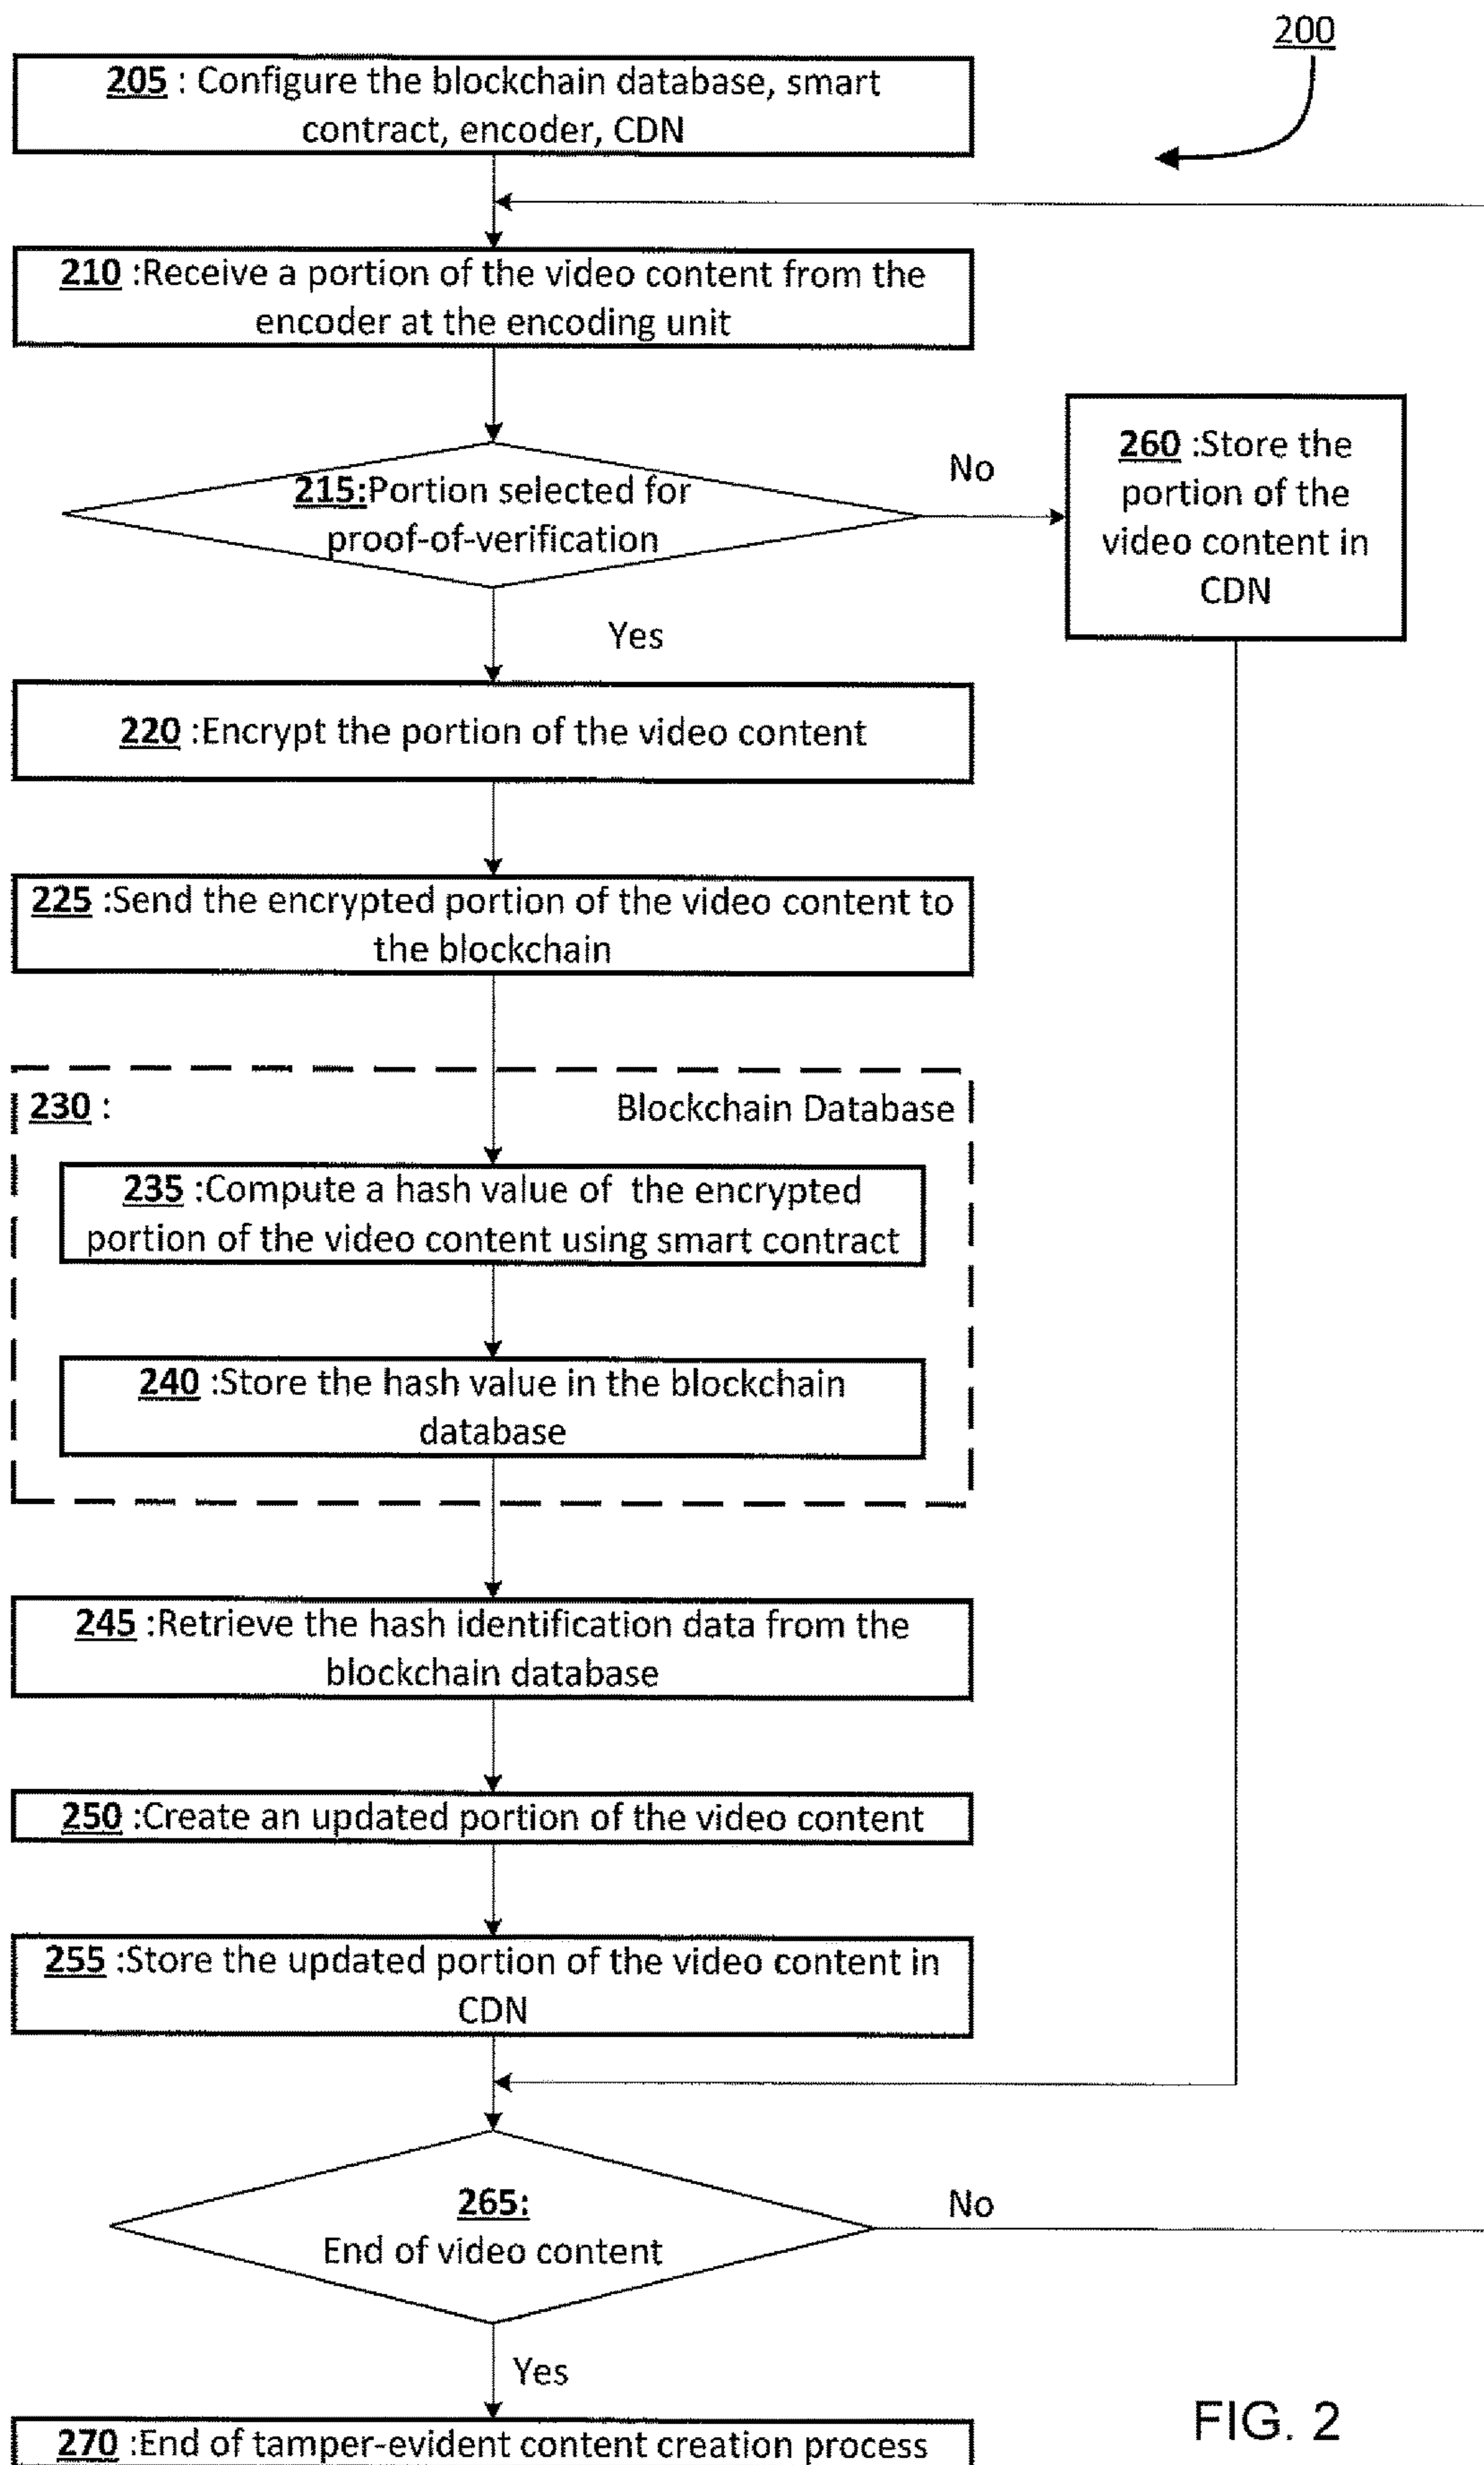 200
205 : Configure the blockchain database, smart
contract, encoder, CDN
210 :Receive a portion of the video content from the
encoder at the encoding unit
215:Portion selected for
proof-of-verification
No
260 :Store the
portion of the
video content in
CDN
Yes
220 :Encrypt the portion of the video content
225 :Send the encrypted portion of the video content to
the blockchain
230 :
Blockchain Database
235 :Compute a hash value of the encrypted
portion of the video content using smart contract
240 :Store the hash value in the blockchain
database
245 :Retrieve the hash identification data from the
blockchain database
250 :Create an updated portion of the video content
255 :Store the updated portion of the video content in
CDN
265:
End of video content
No
Yes
270 :End of tamper-evident content creation process
FIG. 2